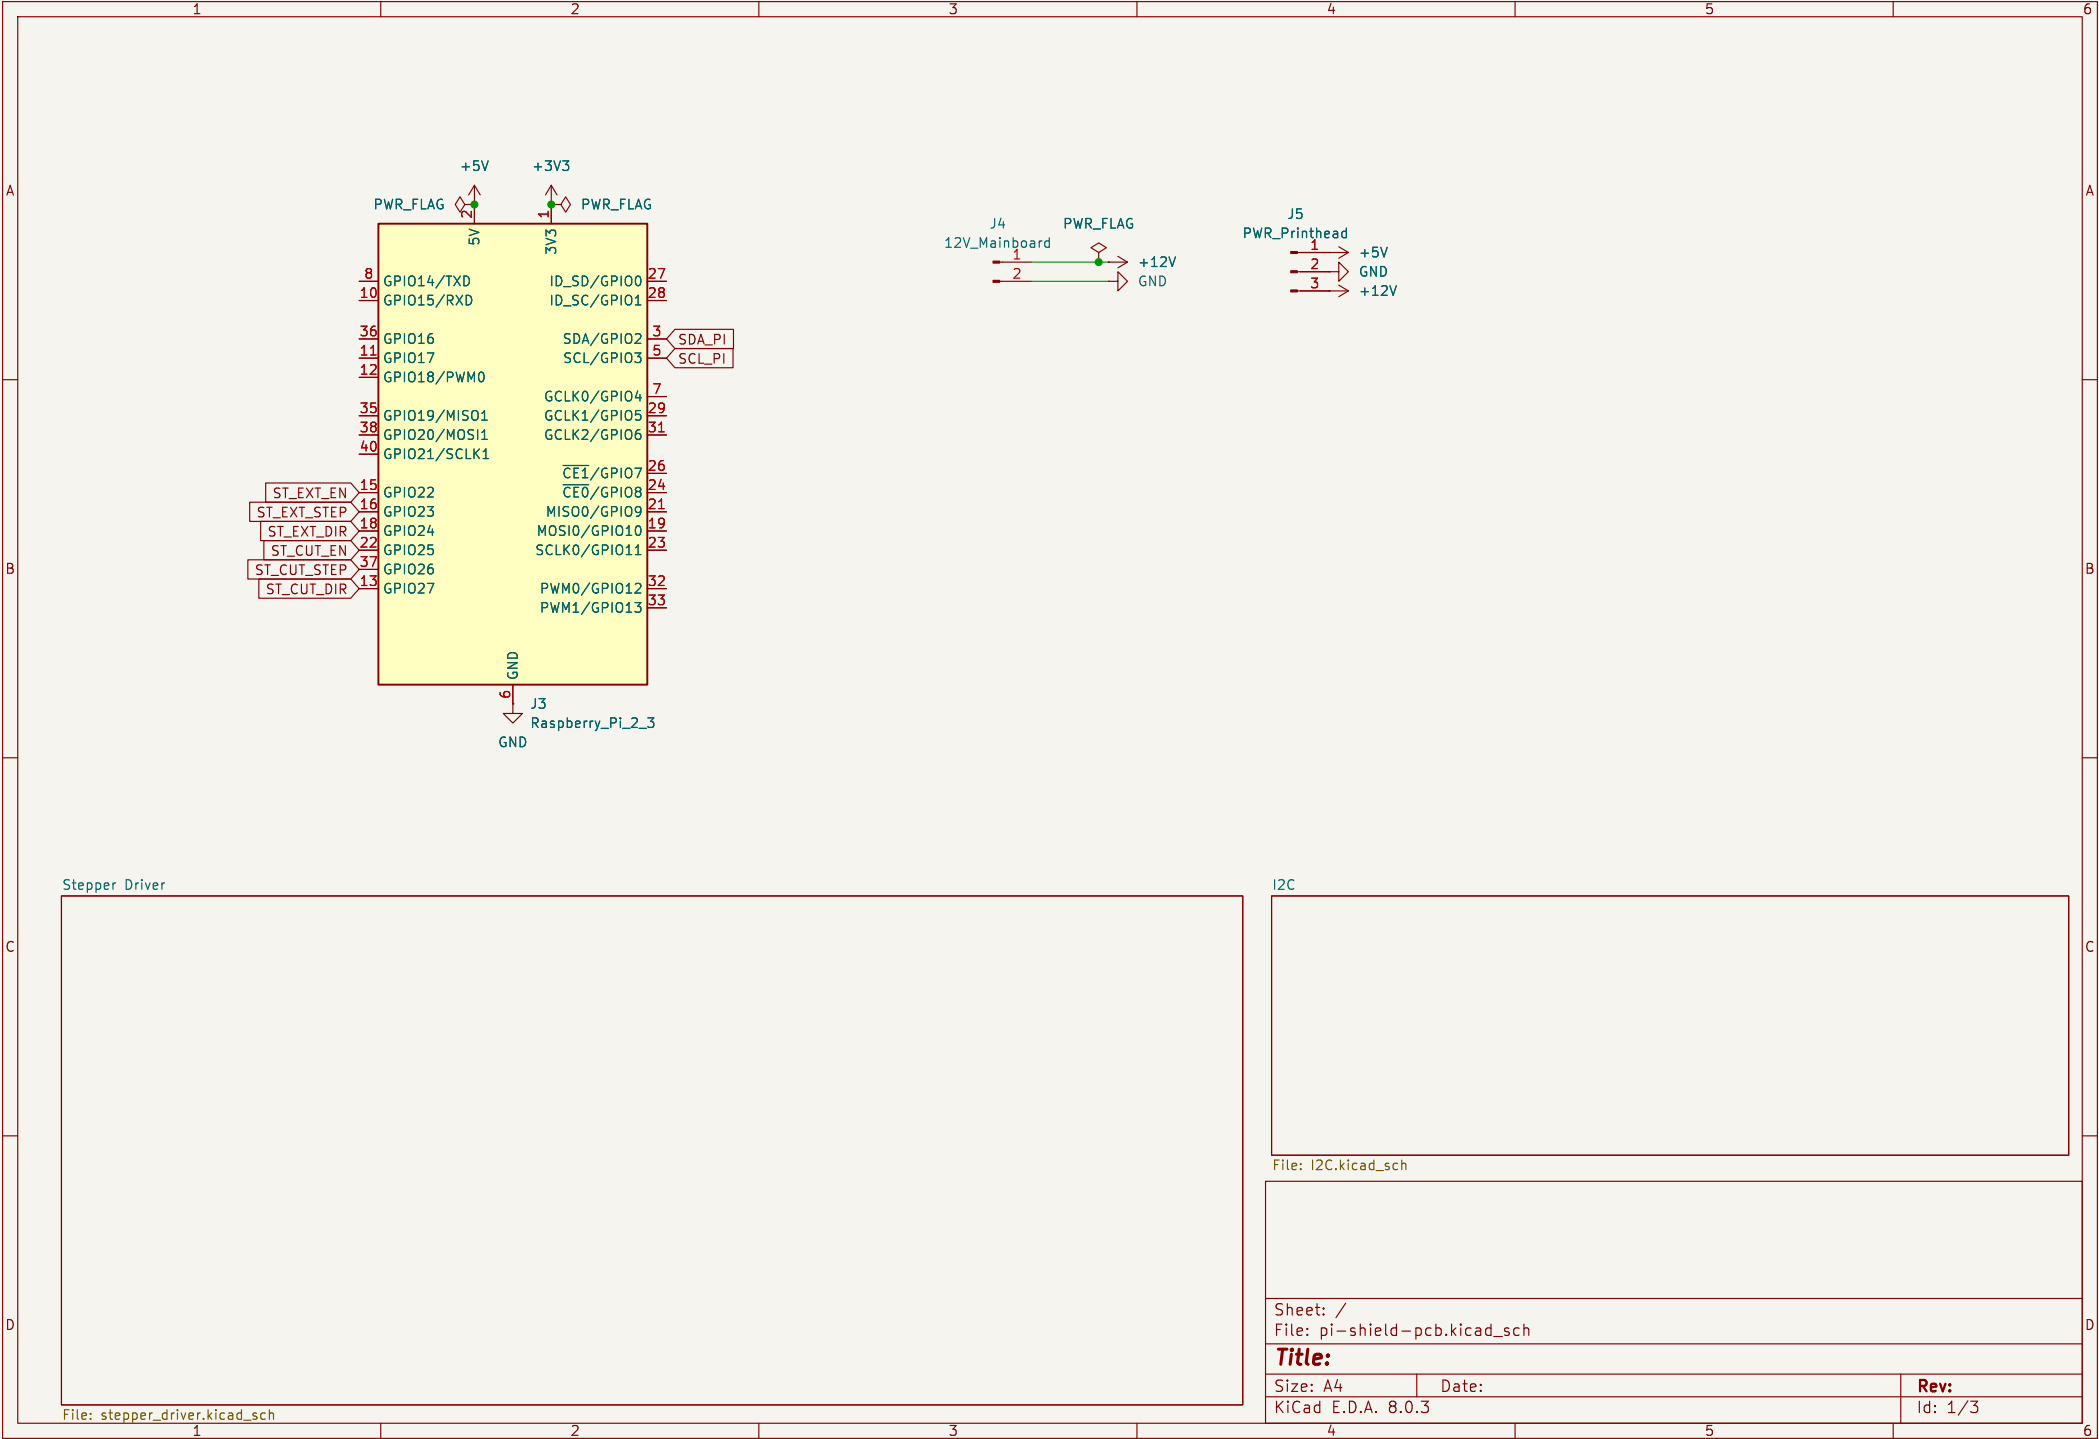 1 2 3 4 5 6
A A
B B
C C
D D
+5V +3V3
PWR_FLAG PWR_FLAG
2 1
5V 3V3
8 GPIO14/TXD ID_SD/GPIO0 27
10 GPIO15/RXD ID_SC/GPIO1 28
36 GPIO16 SDA/GPIO2 3 SDA_PI
11 GPIO17 SCL/GPIO3 5 SCL_PI
12 GPIO18/PWM0
GCLK0/GPIO4 7
35 GPIO19/MISO1 GCLK1/GPIO5 29
38 GPIO20/MOSI1 GCLK2/GPIO6 31
40 GPIO21/SCLK1
CE1/GPIO7 26
ST_EXT_EN 15 GPIO22 CE0/GPIO8 24
ST_EXT_STEP 16 GPIO23 MISO0/GPIO9 21
ST_EXT_DIR 18 GPIO24 MOSI0/GPIO10 19
ST_CUT_EN 22 GPIO25 SCLK0/GPIO11 23
ST_CUT_STEP 37 GPIO26
ST_CUT_DIR 13 GPIO27 PWM0/GPIO12 32
PWM1/GPIO13 33
GND
6
J3
Raspberry_Pi_2_3
GND
J4
12V_Mainboard
PWR_FLAG
1 +12V
2 GND
J5
PWR_Printhead
1 +5V
2 GND
3 +12V
Stepper Driver
File: stepper_driver.kicad_sch
I2C
File: I2C.kicad_sch
Sheet: /
File: pi-shield-pcb.kicad_sch
Title:
Size: A4 Date: Rev:
KiCad E.D.A. 8.0.3 Id: 1/3
1 2 3 4 5 6